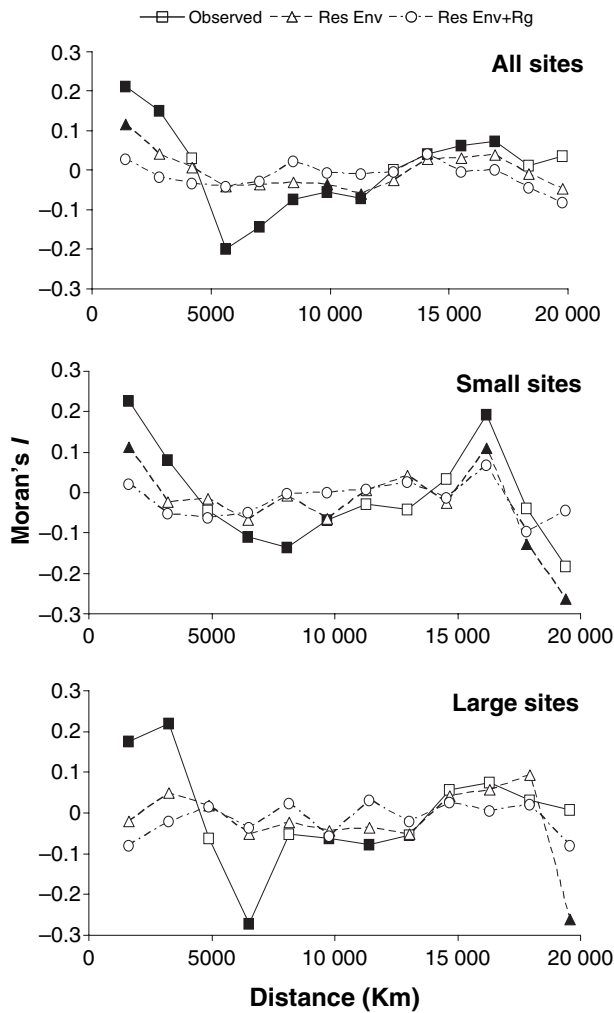 Observed Res Env Res Env+Rg
All sites
0.3
0.2
0.1
0
–0.1
–0.2
–0.3
0 5000 10 000 15 000 20 000
Small sites
0.3
0.2
0.1
0
–0.1
–0.2
–0.3
0 5000 10 000 15 000 20 000
Moran's I
Large sites
0.3
0.2
0.1
0
–0.1
–0.2
–0.3
0 5000 10 000 15 000 20 000
Distance (Km)